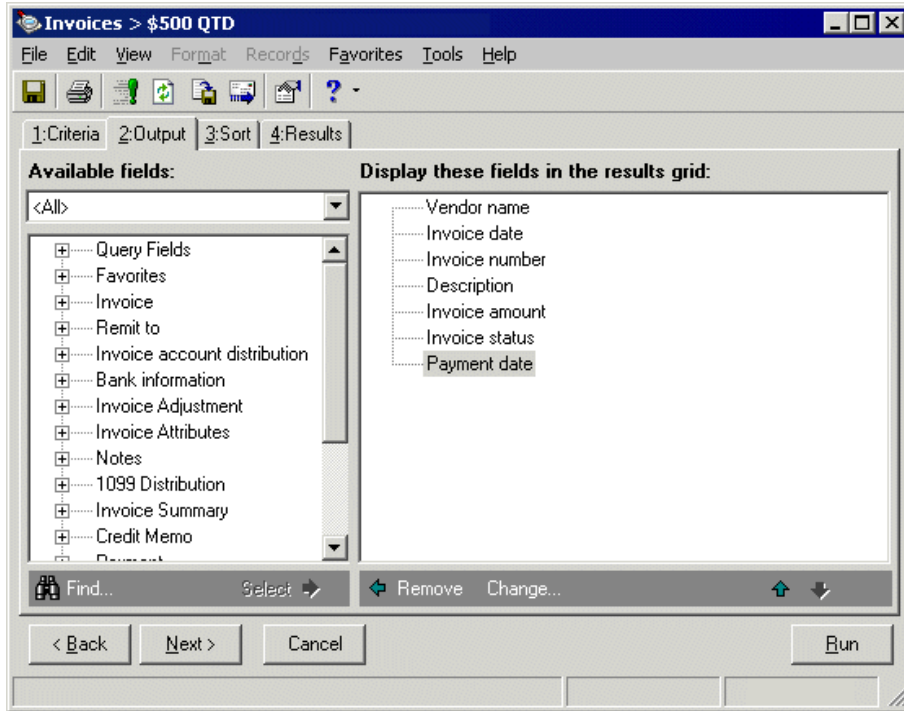 Invoices > $500 QTD
File Edit View Format Records Favorites Tools Help
1:Criteria 2:Output 3:Sort 4:Results
Available fields:
<All>
Query Fields
Favorites
Invoice
Remit to
Invoice account distribution
Bank information
Invoice Adjustment
Invoice Attributes
Notes
1099 Distribution
Invoice Summary
Credit Memo
Payment
Find... Select
Display these fields in the results grid:
Vendor name
Invoice date
Invoice number
Description
Invoice amount
Invoice status
Payment date
Remove Change...
< Back Next > Cancel Run